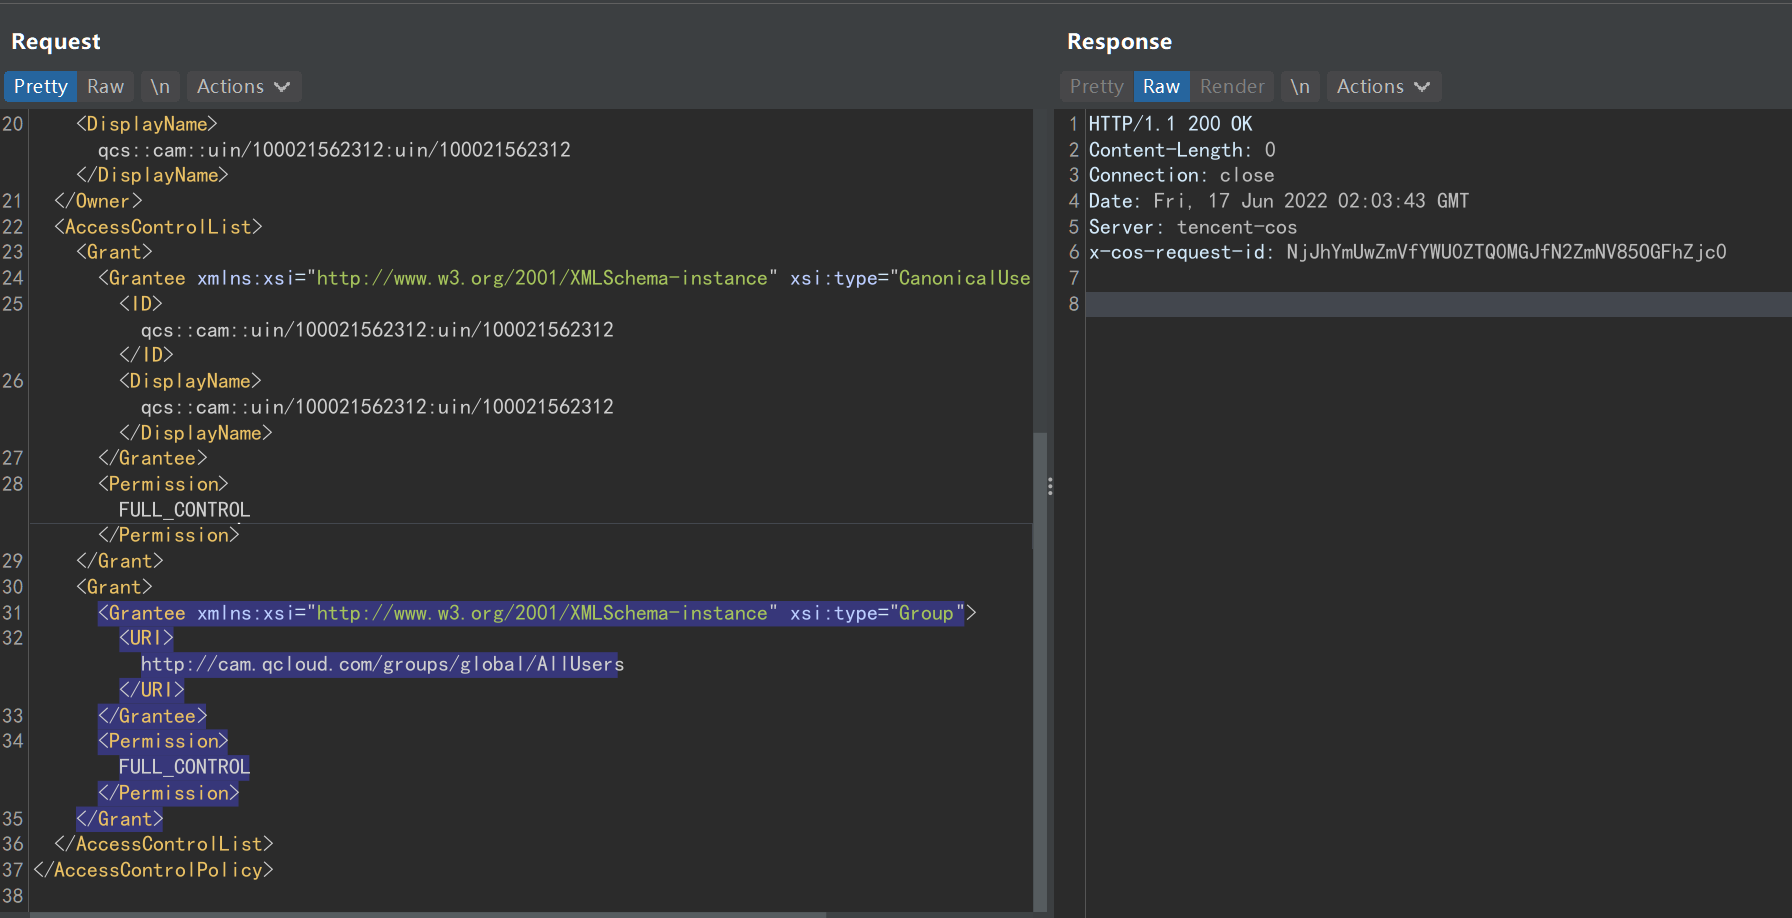 Request
Pretty Raw \n Actions
20 <DisplayName>
qcs::cam::uin/100021562312:uin/100021562312
</DisplayName>
21 </Owner>
22 <AccessControlList>
23 <Grant>
24 <Grantee xmlns:xsi="http://www.w3.org/2001/XMLSchema-instance" xsi:type="CanonicalUse
25 <ID>
qcs::cam::uin/100021562312:uin/100021562312
</ID>
26 <DisplayName>
qcs::cam::uin/100021562312:uin/100021562312
</DisplayName>
27 </Grantee>
28 <Permission>
FULL_CONTROL
</Permission>
29 </Grant>
30 <Grant>
31 <Grantee xmlns:xsi="http://www.w3.org/2001/XMLSchema-instance" xsi:type="Group">
32 <URI>
http://cam.qcloud.com/groups/global/AllUsers
</URI>
33 </Grantee>
34 <Permission>
FULL_CONTROL
</Permission>
35 </Grant>
36 </AccessControlList>
37 </AccessControlPolicy>
38
Response
Pretty Raw Render \n Actions
1 HTTP/1.1 200 OK
2 Content-Length: 0
3 Connection: close
4 Date: Fri, 17 Jun 2022 02:03:43 GMT
5 Server: tencent-cos
6 x-cos-request-id: NjJhYmUwZmVfYWU0ZTQ0MGJfN2ZmNV850GFhZjc0
7
8